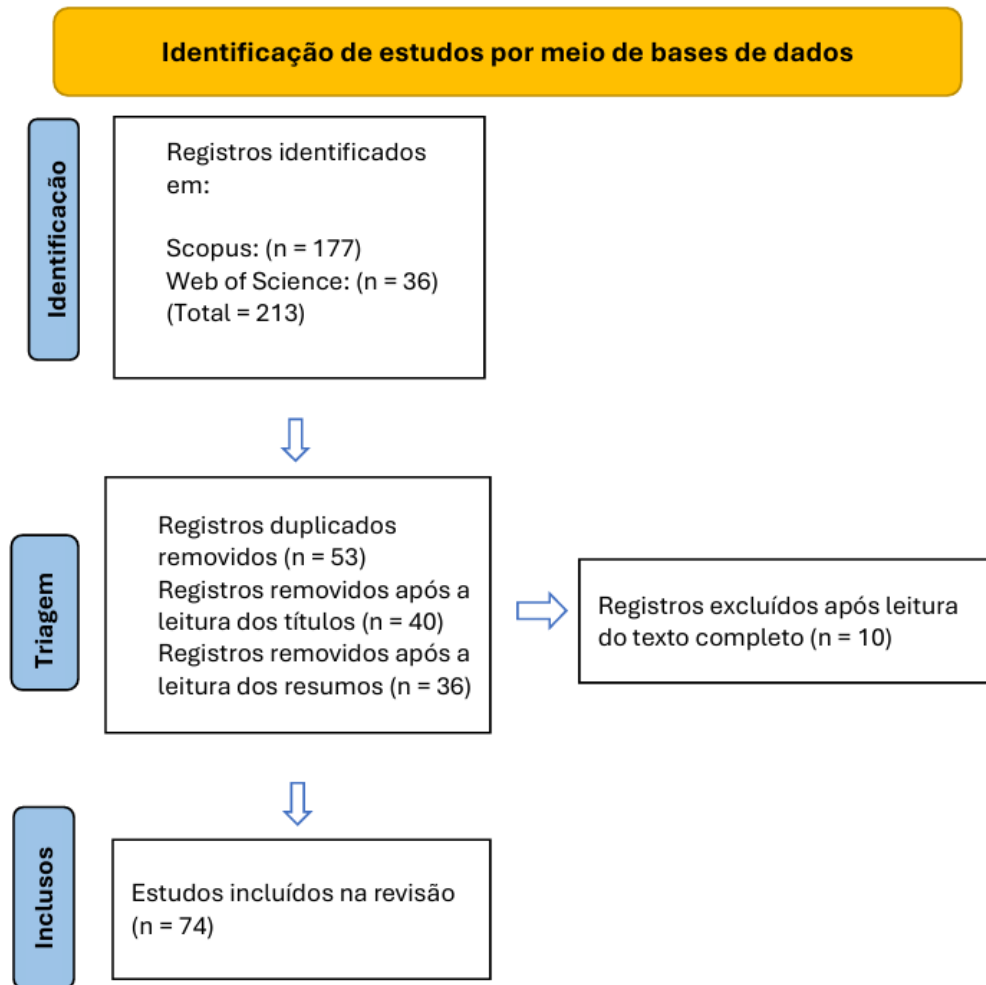 Identificação de estudos por meio de bases de dados
Identificação
Registros identificados
em:
Scopus: (n = 177)
Web of Science: (n = 36)
(Total = 213)
Triagem
Registros duplicados
removidos (n = 53)
Registros removidos após a
leitura dos títulos (n = 40)
Registros removidos após a
leitura dos resumos (n = 36)
Registros excluídos após leitura
do texto completo (n = 10)
Inclusos
Estudos incluídos na revisão
(n = 74)